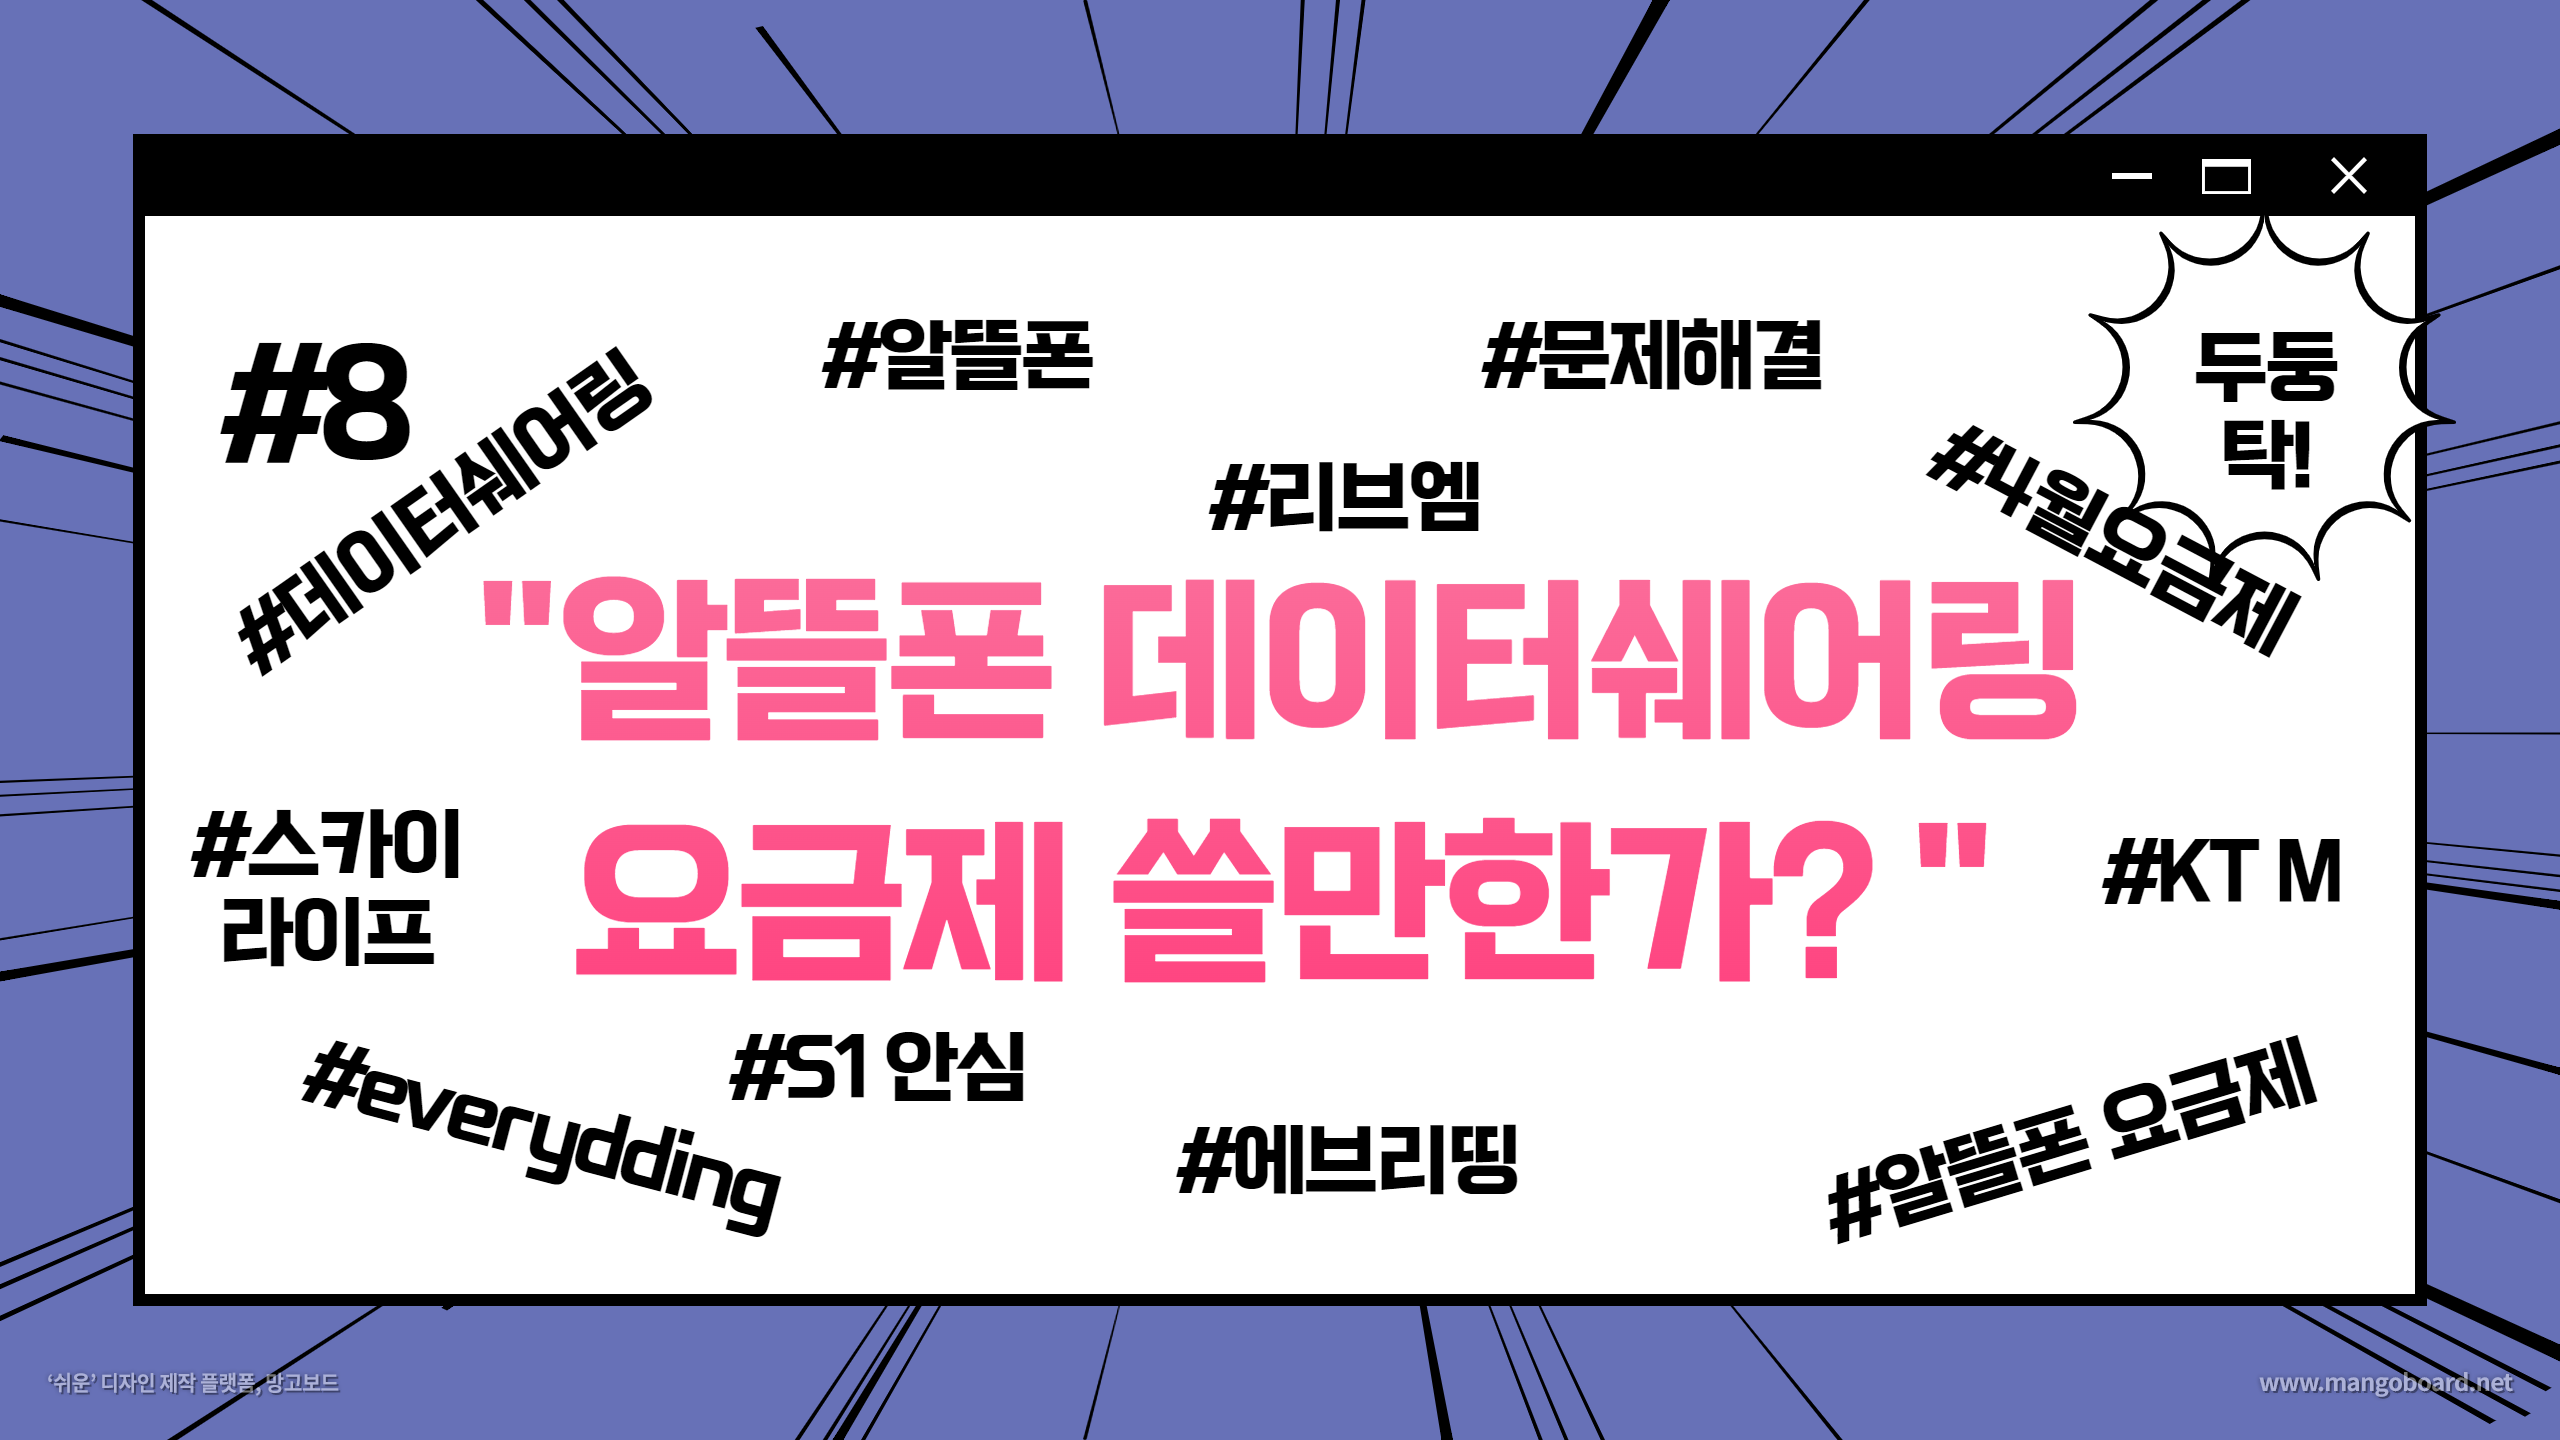 #8
#데이터쉐어링
#알뜰폰
#문제해결
두둥
탁!
#리브엠
#4월요금제
"알뜰폰 데이터쉐어링
요금제 쓸만한가? "
#스카이
라이프
#KT M
#everydding
#S1 안심
#에브리띵
#알뜰폰 요금제
‘쉬운’ 디자인 제작 플랫폼, 망고보드
www.mangoboard.net